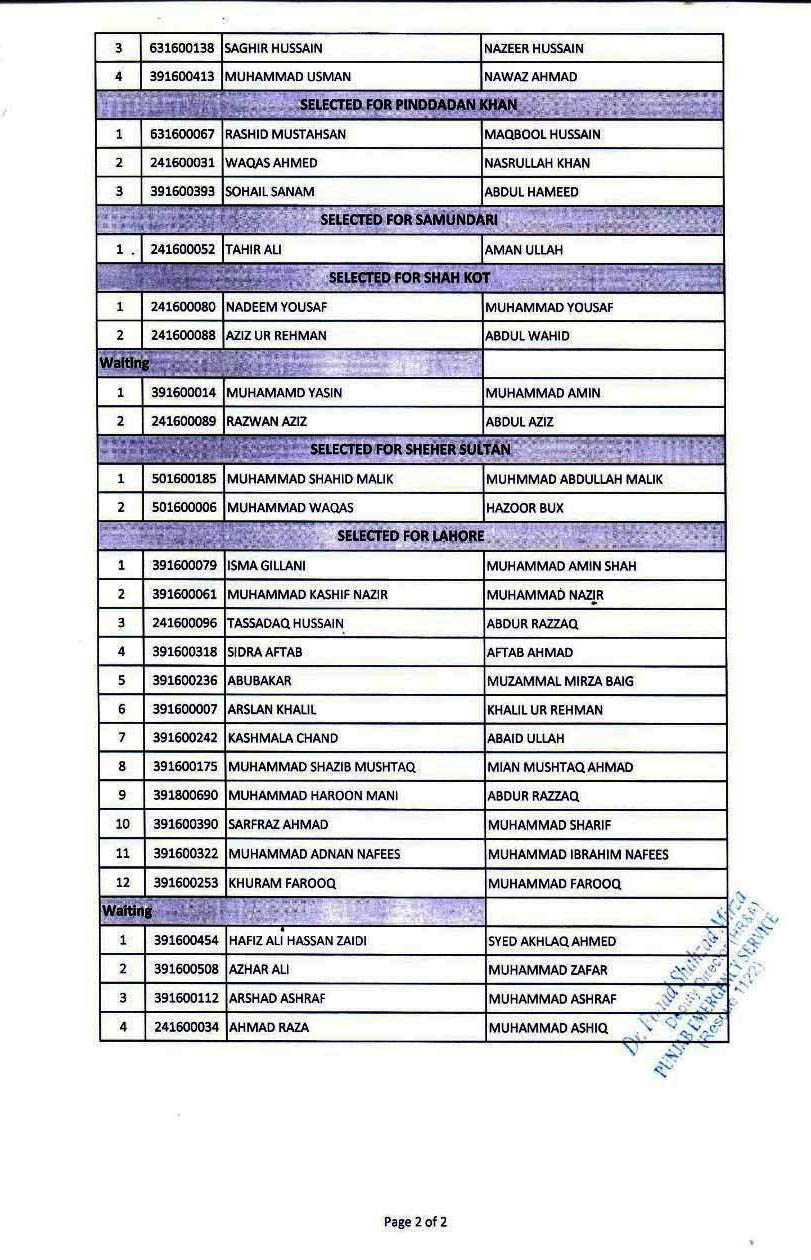 3 631600138 SAGHIR HUSSAIN NAZEER HUSSAIN
4 391600413 MUHAMMAD USMAN NAWAZ AHMAD
SELECTED FOR PINDDADAN KHAN
1 631600067 RASHID MUSTAHSAN MAQBOOL HUSSAIN
2 241600031 WAQAS AHMED NASRULLAH KHAN
3 391600393 SOHAIL SANAM ABDUL HAMEED
SELECTED FOR SAMUNDARI
1 . 241600052 TAHIR ALI AMAN ULLAH
SELECTED FOR SHAH KOT
1 241600080 NADEEM YOUSAF MUHAMMAD YOUSAF
2 241600088 AZIZ UR REHMAN ABDUL WAHID
Waiting
1 391600014 MUHAMAMD YASIN MUHAMMAD AMIN
2 241600089 RAZWAN AZIZ ABDUL AZIZ
SELECTED FOR SHEHER SULTAN
1 501600185 MUHAMMAD SHAHID MALIK MUHMMAD ABDULLAH MALIK
2 501600006 MUHAMMAD WAQAS HAZOOR BUX
SELECTED FOR LAHORE
1 391600079 ISMA GILLANI MUHAMMAD AMIN SHAH
2 391600061 MUHAMMAD KASHIF NAZIR MUHAMMAD NAZIR
3 241600096 TASSADAQ HUSSAIN ABDUR RAZZAQ
4 391600318 SIDRA AFTAB AFTAB AHMAD
5 391600236 ABUBAKAR MUZAMMAL MIRZA BAIG
6 391600007 ARSLAN KHALIL KHALIL UR REHMAN
7 391600242 KASHMALA CHAND ABAID ULLAH
8 391600175 MUHAMMAD SHAZIB MUSHTAQ MIAN MUSHTAQ AHMAD
9 391800690 MUHAMMAD HAROON MANI ABDUR RAZZAQ
10 391600390 SARFRAZ AHMAD MUHAMMAD SHARIF
11 391600322 MUHAMMAD ADNAN NAFEES MUHAMMAD IBRAHIM NAFEES
12 391600253 KHURAM FAROOQ MUHAMMAD FAROOQ
Waiting
1 391600454 HAFIZ ALI HASSAN ZAIDI SYED AKHLAQ AHMED
2 391600508 AZHAR ALI MUHAMMAD ZAFAR
3 391600112 ARSHAD ASHRAF MUHAMMAD ASHRAF
4 241600034 AHMAD RAZA MUHAMMAD ASHIQ
Dr. Shahzad Mirza
Deputy Director (HR&A)
PUNJAB EMERGENCY SERVICE
(Rescue 1122)
Page 2 of 2